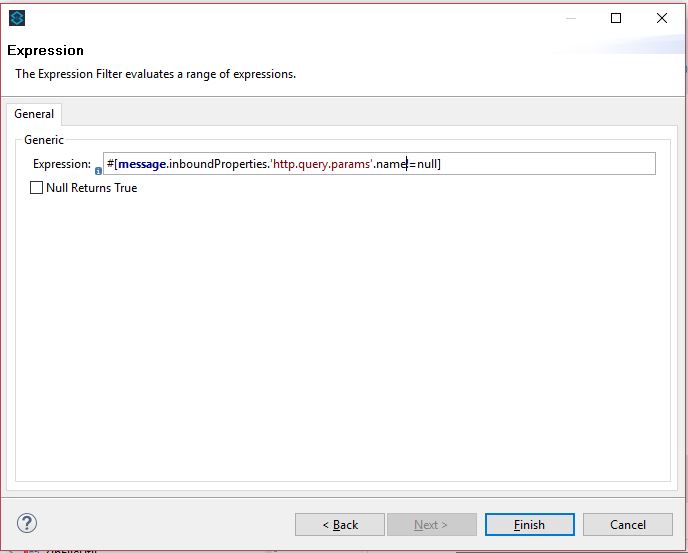 Expression
The Expression Filter evaluates a range of expressions.
General
Generic
Expression: #[message.inboundProperties.'http.query.params'.name!=null]
Null Returns True
< Back Next > Finish Cancel